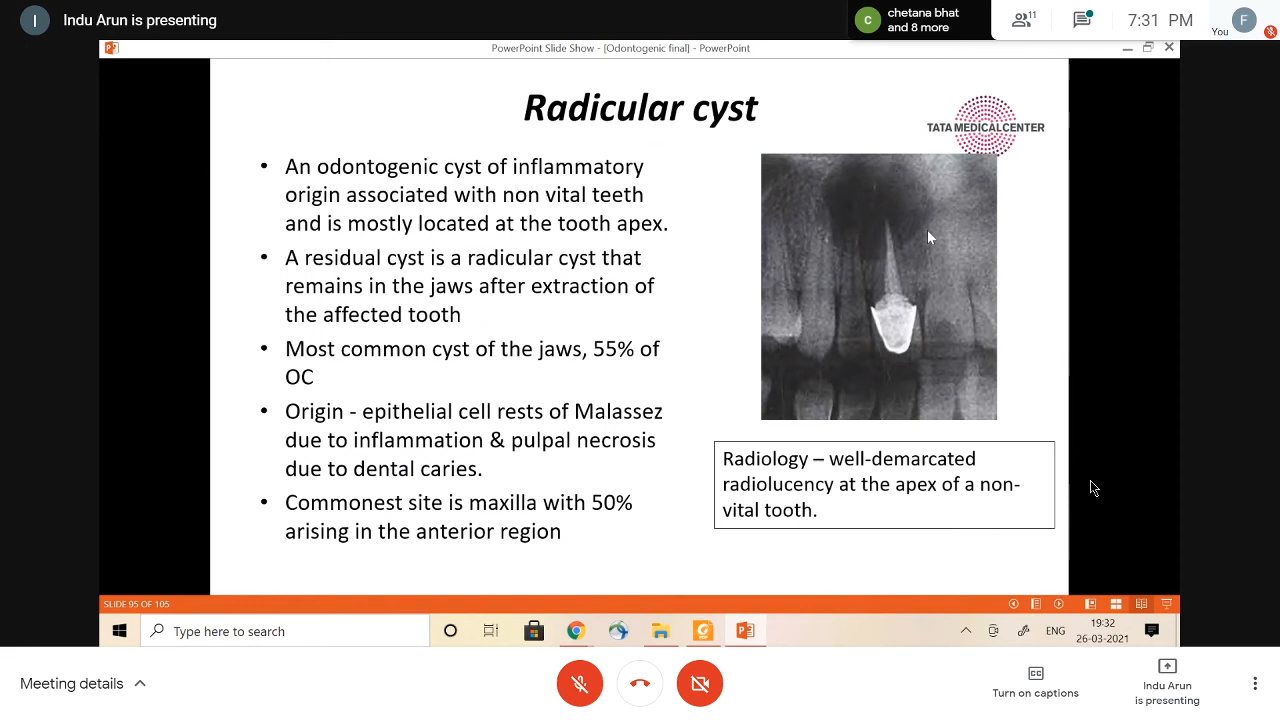 I
Indu Arun is presenting
C
chetana bhat
and 8 more
11
7:31 PM
You
F
PowerPoint Slide Show - [Odontogenic final] - PowerPoint
Radicular cyst
TATA MEDICAL CENTER
• An odontogenic cyst of inflammatory
origin associated with non vital teeth
and is mostly located at the tooth apex.
• A residual cyst is a radicular cyst that
remains in the jaws after extraction of
the affected tooth
• Most common cyst of the jaws, 55% of
OC
• Origin - epithelial cell rests of Malassez
due to inflammation & pulpal necrosis
due to dental caries.
• Commonest site is maxilla with 50%
arising in the anterior region
Radiology – well-demarcated
radiolucency at the apex of a non-
vital tooth.
SLIDE 95 OF 105
Type here to search
ENG
19:32
26-03-2021
Meeting details
CC
Turn on captions
Indu Arun
is presenting